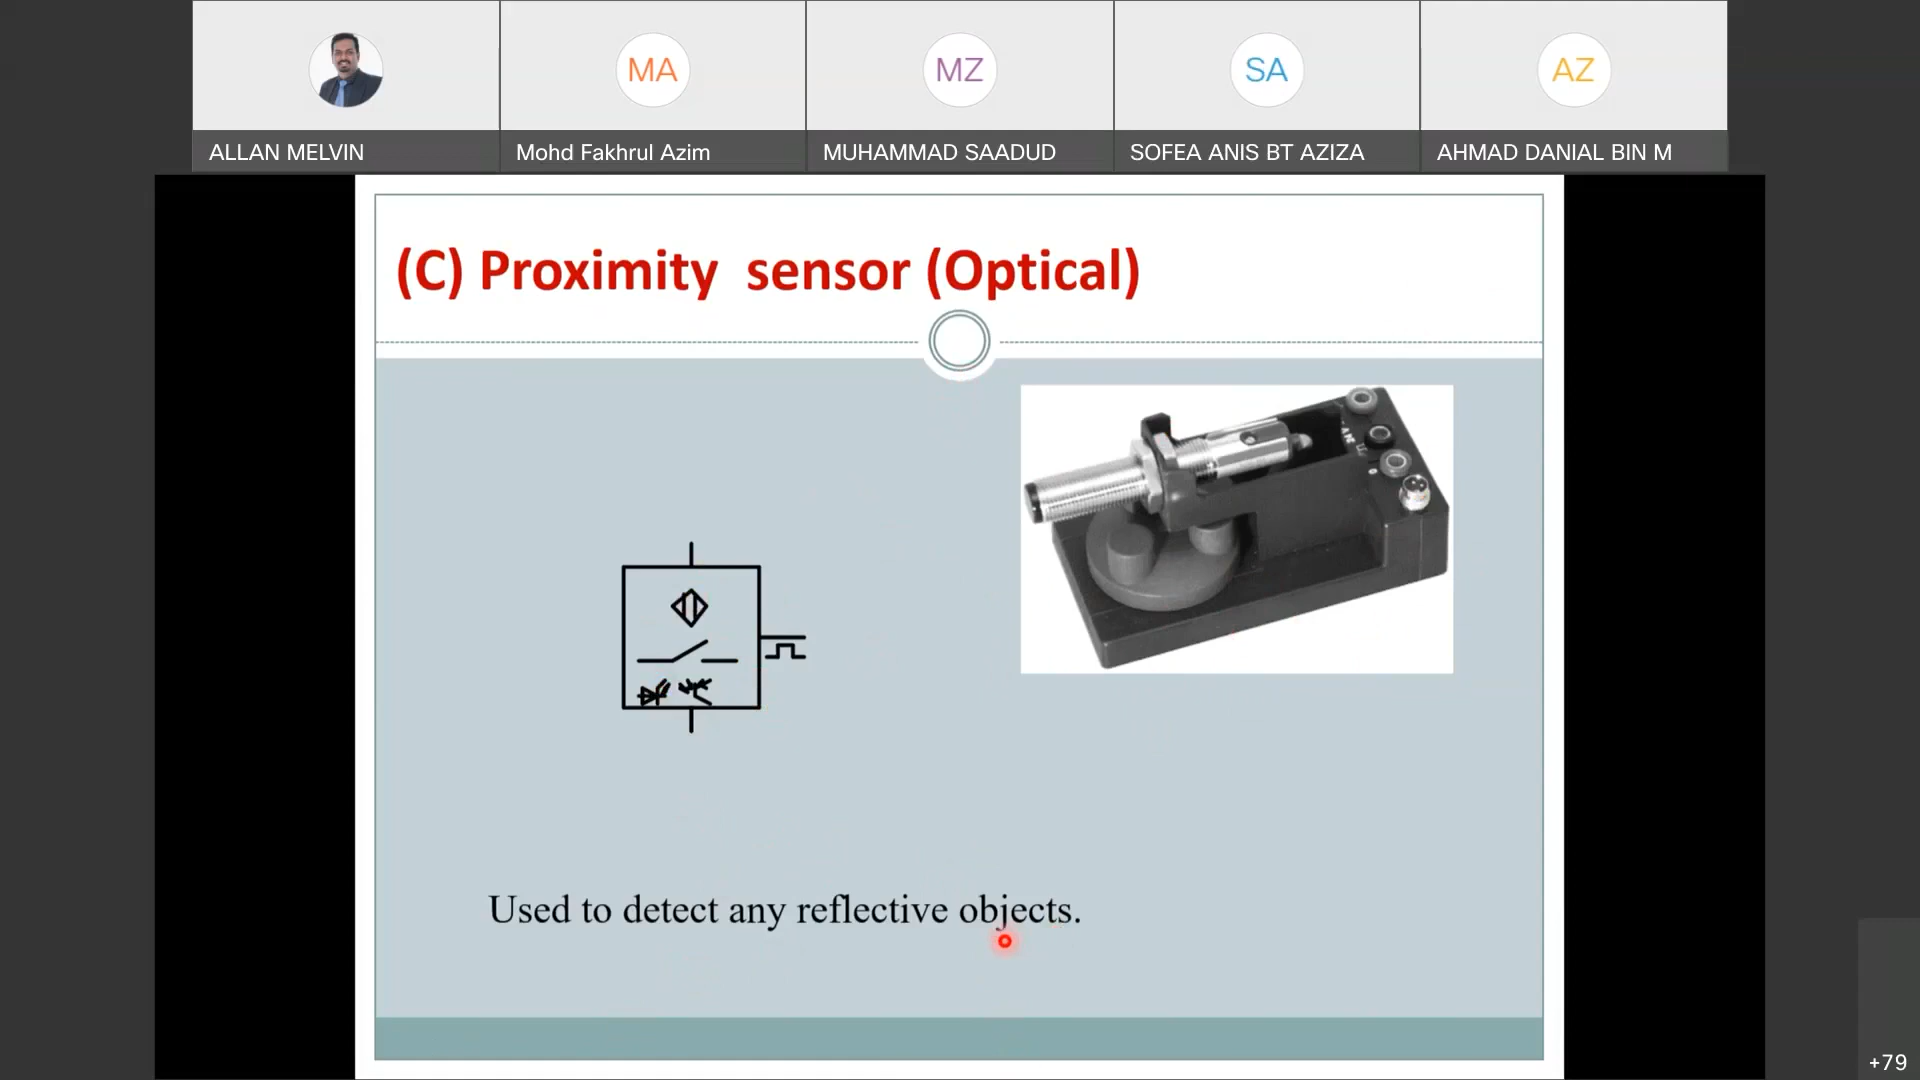 MA
MZ
SA
AZ
ALLAN MELVIN
Mohd Fakhrul Azim
MUHAMMAD SAADUD
SOFEA ANIS BT AZIZA
AHMAD DANIAL BIN M
(C) Proximity sensor (Optical)
Used to detect any reflective objects.
+79